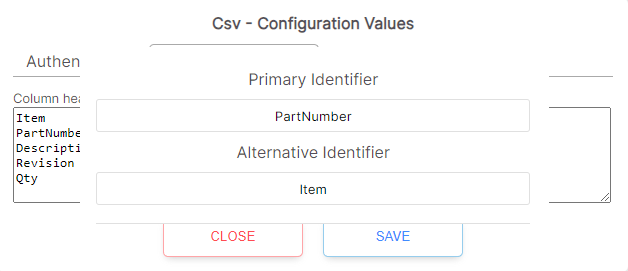 Csv - Configuration Values
Authen
Primary Identifier
Column hea
PartNumber
Item
PartNumbe
Descripti
Revision
Qty
Alternative Identifier
Item
CLOSE
SAVE